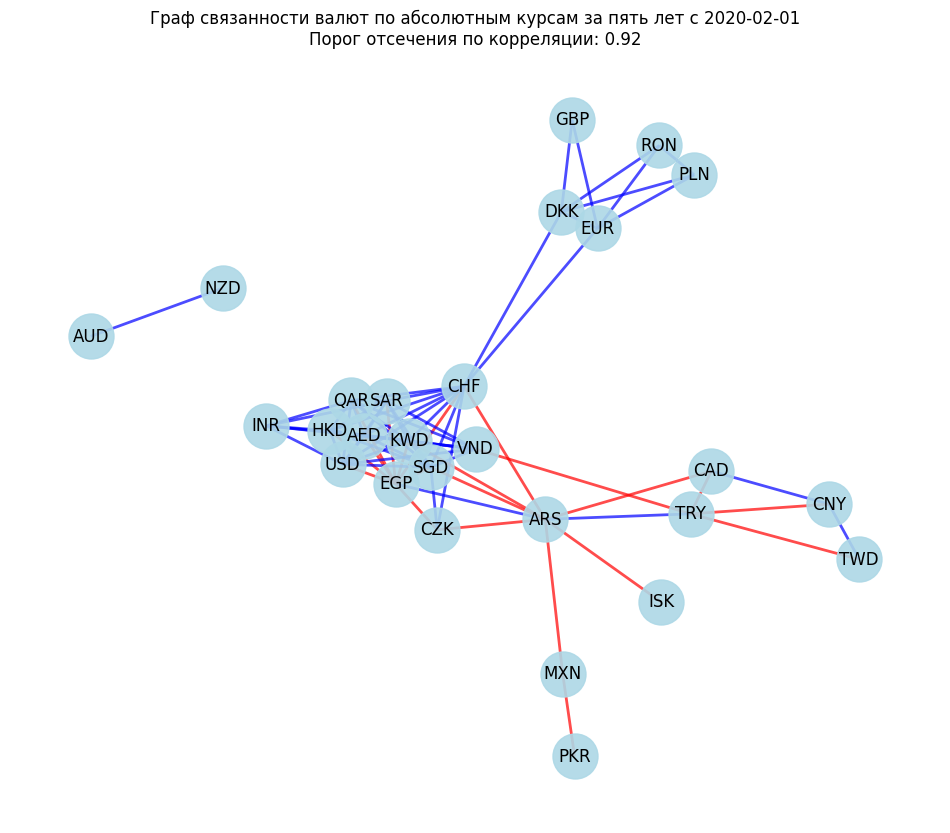 Граф связанности валют по абсолютным курсам за пять лет с 2020-02-01
Порог отсечения по корреляции: 0.92
GBP
RON
PLN
DKK
EUR
NZD
AUD
CHF
QAR
SAR
INR
HKD
AED
KWD
VND
USD
SGD
EGP
CAD
CNY
TRY
ARS
CZK
TWD
ISK
MXN
PKR